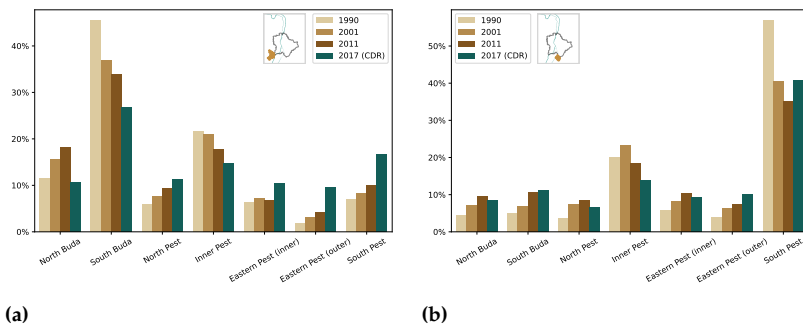 1990
2001
2011
2017 (CDR)
40%
30%
20%
10%
0%
North Buda
South Buda
North Pest
Inner Pest
Eastern Pest (inner)
Eastern Pest (outer)
South Pest
(a)
1990
2001
2011
2017 (CDR)
50%
40%
30%
20%
10%
0%
North Buda
South Buda
North Pest
Inner Pest
Eastern Pest (inner)
Eastern Pest (outer)
South Pest
(b)